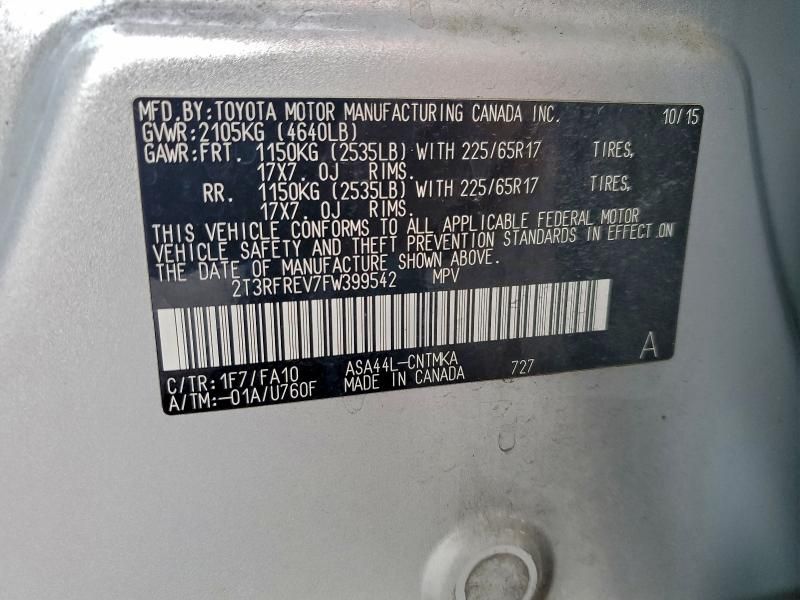 MFD.BY:TOYOTA MOTOR MANUFACTURING CANADA INC. 10/15
GVWR:2105KG (4640LB)
GAWR:FRT. 1150KG (2535LB) WITH 225/65R17 TIRES,
17X7.0J RIMS.
RR. 1150KG (2535LB) WITH 225/65R17 TIRES,
17X7.0J RIMS.
THIS VEHICLE CONFORMS TO ALL APPLICABLE FEDERAL MOTOR
VEHICLE SAFETY AND THEFT PREVENTION STANDARDS IN EFFECT ON
THE DATE OF MANUFACTURE SHOWN ABOVE.
2T3RFREV7FW399542 MPV
C/TR:1F7/FA10 ASA44L-CNTMKA 727 A
A/TM:-01A/U760F MADE IN CANADA